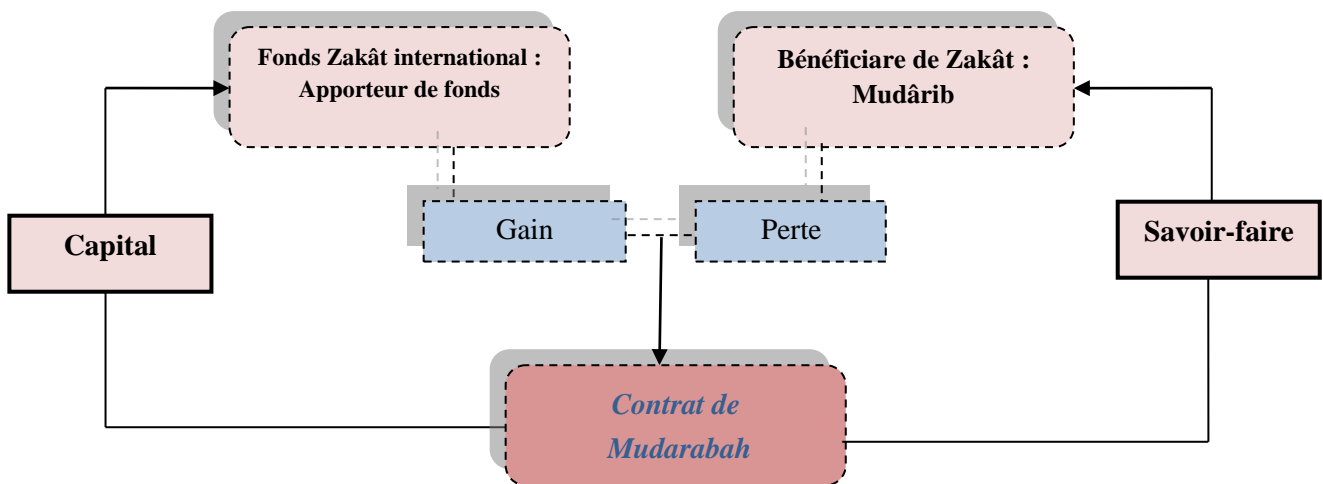 Fonds Zakât international :
Apporteur de fonds
Bénéficiare de Zakât :
Mudârib
Gain
Perte
Capital
Savoir-faire
Contrat de
Mudarabah